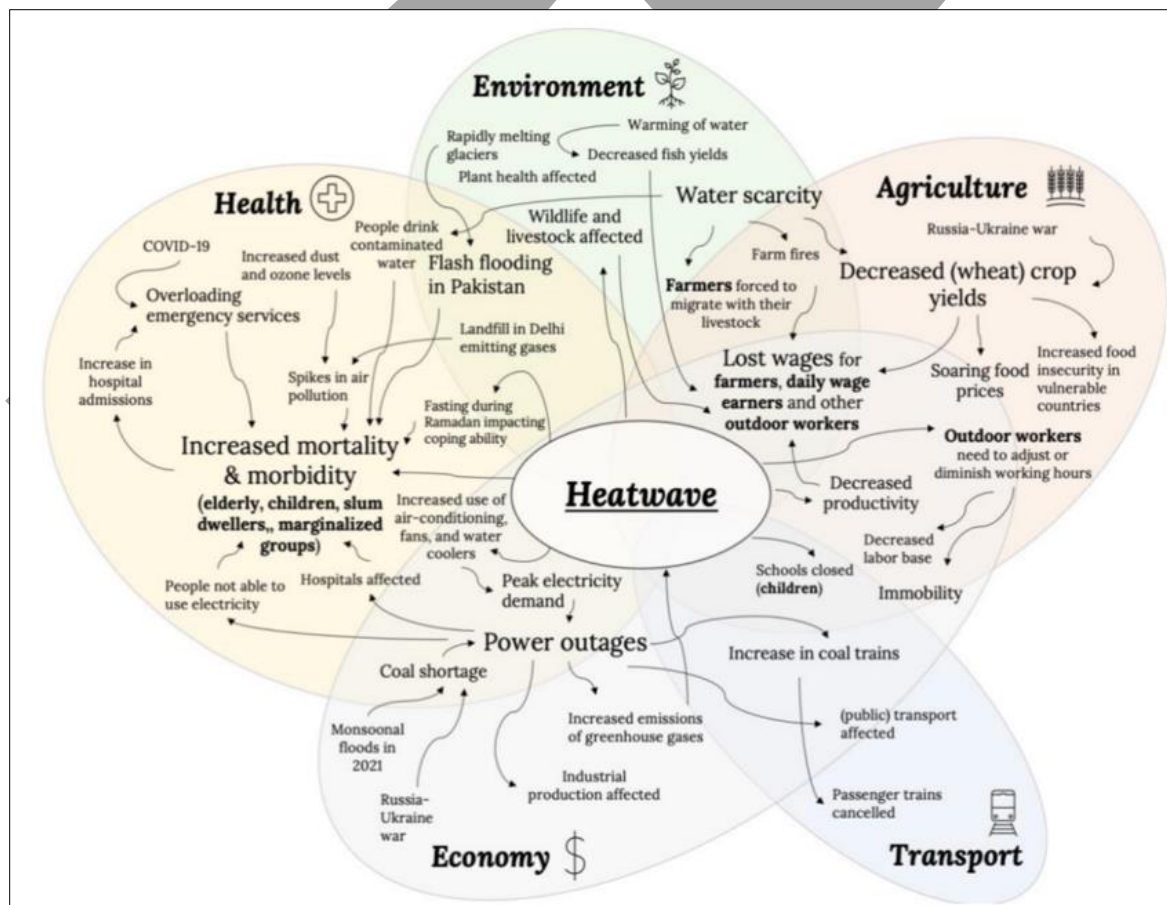 Environment
Warming of water
Rapidly melting
glaciers
Decreased fish yields
Plant health affected
Water scarcity
Wildlife and
livestock affected
Farm fires
Farmers forced to
migrate with their
livestock
Agriculture
Russia-Ukraine war
Decreased (wheat) crop
yields
Soaring food
prices
Increased food
insecurity in
vulnerable
countries
Lost wages for
farmers, daily wage
earners and other
outdoor workers
Outdoor workers
need to adjust or
diminish working hours
Decreased
productivity
Decreased
labor base
Immobility
Health
COVID-19
Increased dust
and ozone levels
People drink
contaminated
water
Flash flooding
in Pakistan
Overloading
emergency services
Landfill in Delhi
emitting gases
Increase in
hospital
admissions
Spikes in air
pollution
Fasting during
Ramadan impacting
coping ability
Increased mortality
& morbidity
(elderly, children, slum
dwellers,, marginalized
groups)
Increased use of
air-conditioning,
fans, and water
coolers
People not able to
use electricity
Hospitals affected
Heatwave
Schools closed
(children)
Peak electricity
demand
Power outages
Coal shortage
Monsoonal
floods in
2021
Russia-
Ukraine
war
Increased emissions
of greenhouse gases
Industrial
production affected
Economy
Increase in coal trains
(public) transport
affected
Passenger trains
cancelled
Transport